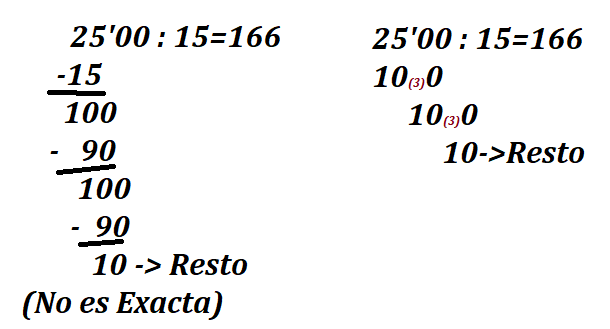 25'00 : 15=166
-15
100
- 90
100
- 90
10 -> Resto
(No es Exacta)
25'00 : 15=166
10(3)0
10(3)0
10->Resto